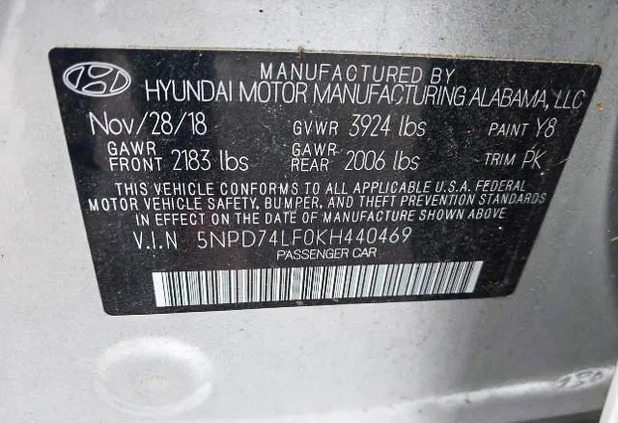 MANUFACTURED BY
HYUNDAI MOTOR MANUFACTURING ALABAMA, LLC
Nov/28/18 GVWR 3924 lbs PAINT Y8
GAWR FRONT 2183 lbs GAWR REAR 2006 lbs TRIM PK
THIS VEHICLE CONFORMS TO ALL APPLICABLE U.S.A. FEDERAL
MOTOR VEHICLE SAFETY, BUMPER, AND THEFT PREVENTION STANDARDS
IN EFFECT ON THE DATE OF MANUFACTURE SHOWN ABOVE
V.I.N 5NPD74LF0KH440469
PASSENGER CAR